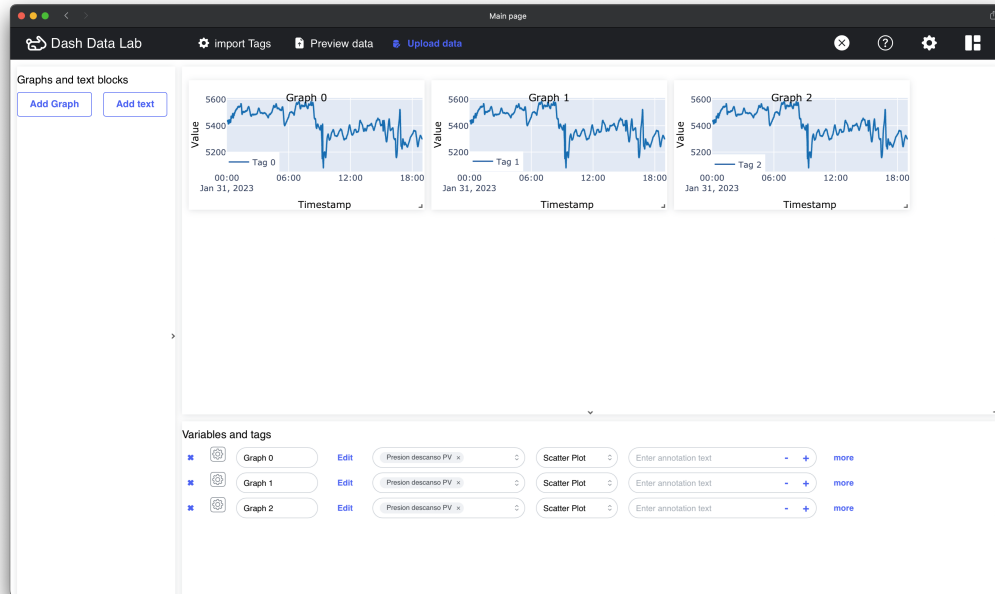 Main page
Dash Data Lab
import Tags
Preview data
Upload data
Graphs and text blocks
Add Graph
Add text
Graph 0
5600
5400
5200
Value
Tag 0
00:00
06:00
12:00
18:00
Jan 31, 2023
Timestamp
Graph 1
5600
5400
5200
Value
Tag 1
00:00
06:00
12:00
18:00
Jan 31, 2023
Timestamp
Graph 2
5600
5400
5200
Value
Tag 2
00:00
06:00
12:00
18:00
Jan 31, 2023
Timestamp
Variables and tags
Graph 0 Edit Presion descanso PV × Scatter Plot Enter annotation text - + more
Graph 1 Edit Presion descanso PV × Scatter Plot Enter annotation text - + more
Graph 2 Edit Presion descanso PV × Scatter Plot Enter annotation text - + more